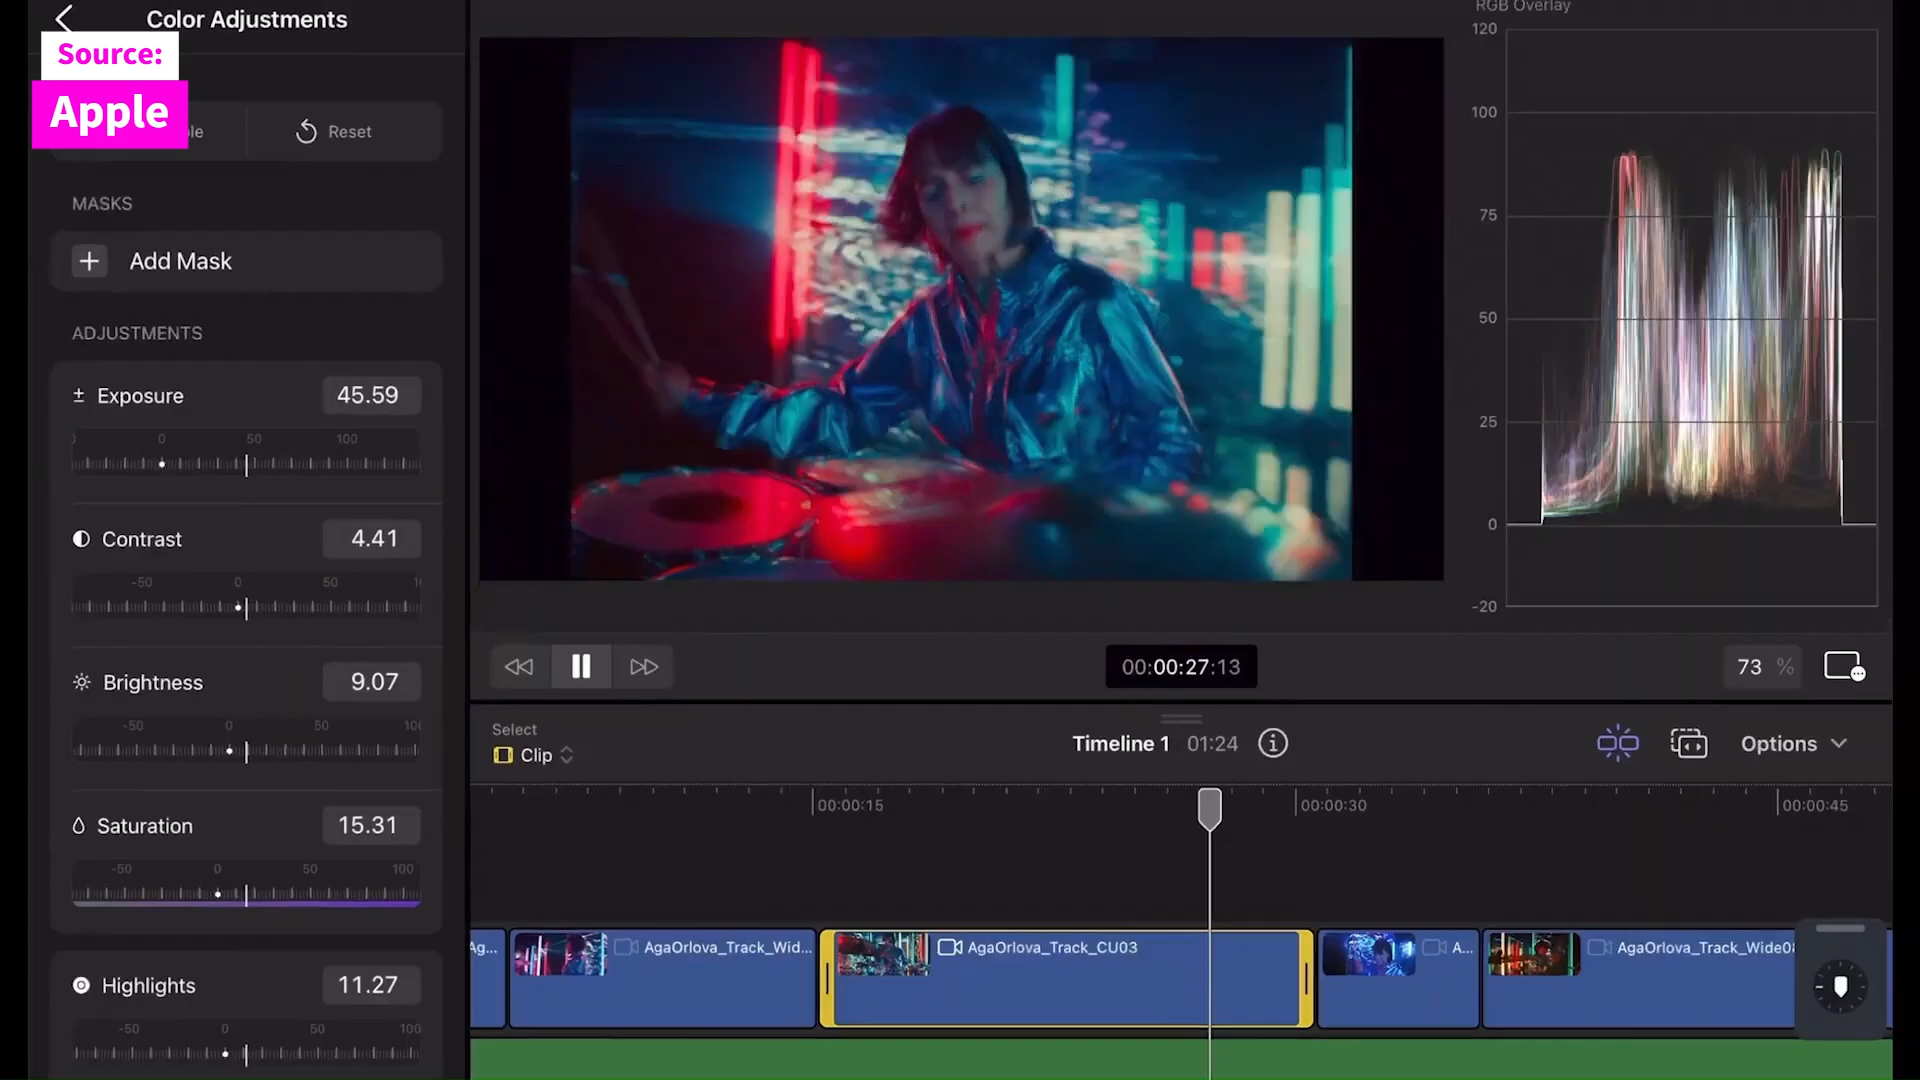 Color Adjustments
Source:
Apple
Reset
MASKS
Add Mask
ADJUSTMENTS
Exposure 45.59
0 50 100
Contrast 4.41
-50 0 50
Brightness 9.07
-50 0 50
Saturation 15.31
-50 0 50 100
Highlights 11.27
-50 0 50 100
RGB Overlay
120
100
75
50
25
0
-20
00:00:27:13
73 %
Select
Clip
Timeline 1 01:24
Options
00:00:15 00:00:30 00:00:45
Ag... AgaOrlova_Track_Wid... AgaOrlova_Track_CU03 A... AgaOrlova_Track_Wide0